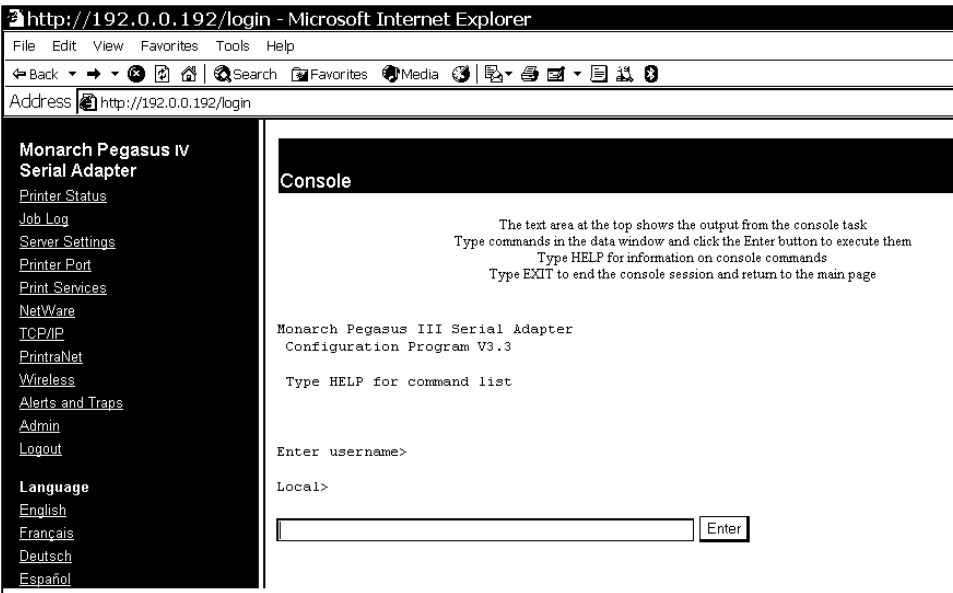 http://192.0.0.192/login - Microsoft Internet Explorer
File Edit View Favorites Tools Help
Back Search Favorites Media
Address http://192.0.0.192/login
Monarch Pegasus IV
Serial Adapter
Printer Status
Job Log
Server Settings
Printer Port
Print Services
NetWare
TCP/IP
PrintraNet
Wireless
Alerts and Traps
Admin
Logout
Language
English
Français
Deutsch
Español
Console
The text area at the top shows the output from the console task
Type commands in the data window and click the Enter button to execute them
Type HELP for information on console commands
Type EXIT to end the console session and return to the main page
Monarch Pegasus III Serial Adapter
Configuration Program V3.3
Type HELP for command list
Enter username>
Local>
Enter